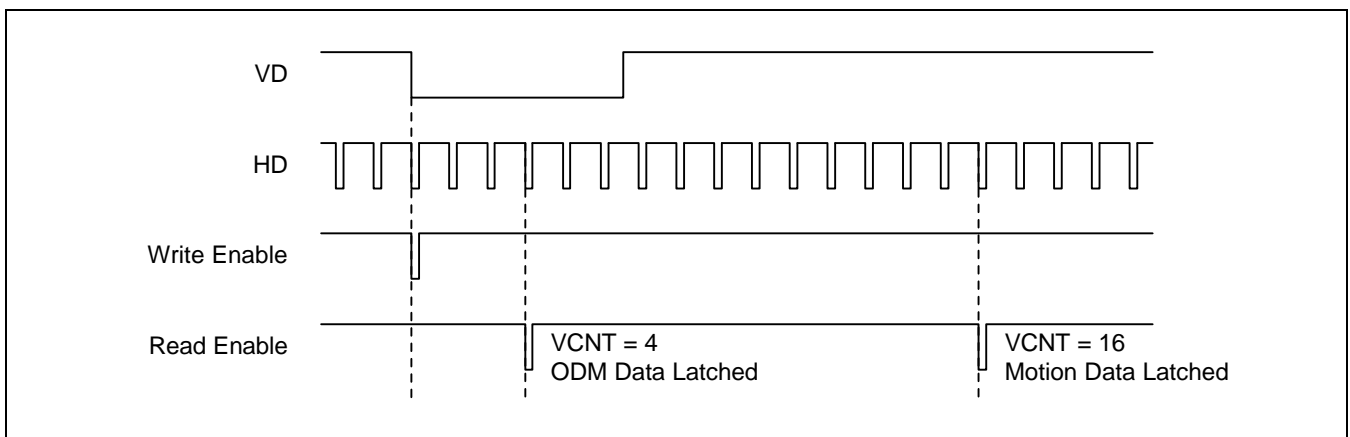 VD
HD
Write Enable
Read Enable
VCNT = 4
ODM Data Latched
VCNT = 16
Motion Data Latched